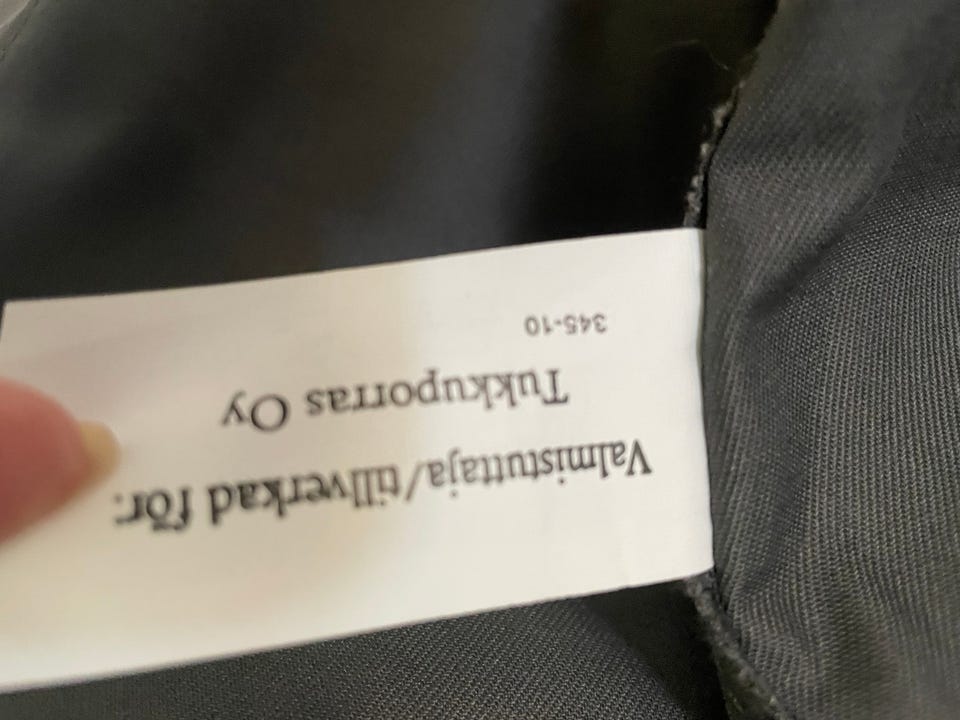 Valmistuttaja/tillverkad för:
Tukkuporras Oy
345-10